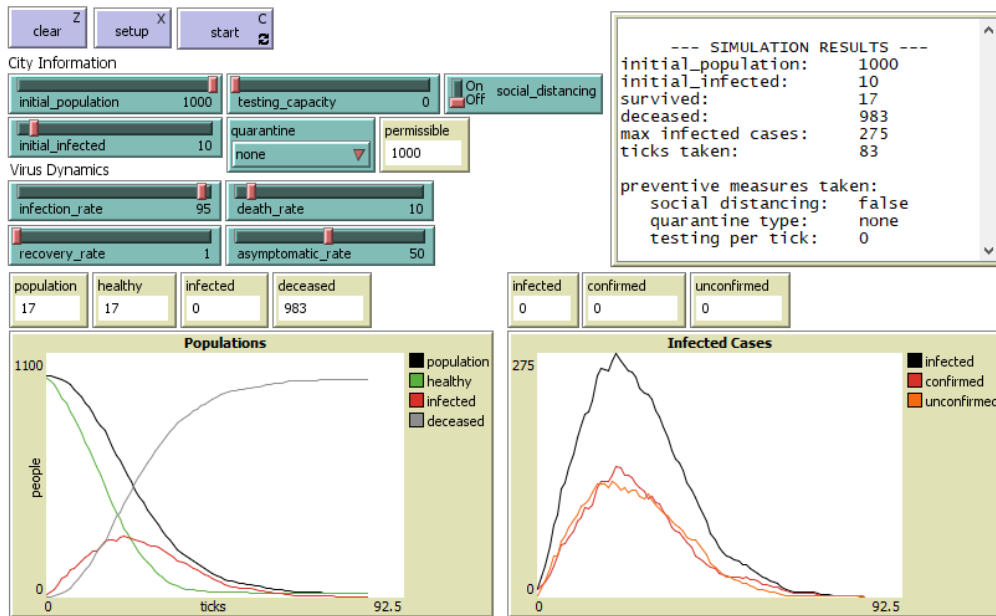 Z
clear
X
setup
C
start
City Information
initial_population 1000
testing_capacity 0
On
Off
social_distancing
initial_infected 10
quarantine
none
permissible
1000
Virus Dynamics
infection_rate 95
death_rate 10
recovery_rate 1
asymptomatic_rate 50
--- SIMULATION RESULTS ---
initial_population: 1000
initial_infected: 10
survived: 17
deceased: 983
max infected cases: 275
ticks taken: 83
preventive measures taken:
social distancing: false
quarantine type: none
testing per tick: 0
population
17
healthy
17
infected
0
deceased
983
infected
0
confirmed
0
unconfirmed
0
Populations
1100
people
0
0
ticks
92.5
population
healthy
infected
deceased
Infected Cases
275
0
0
92.5
infected
confirmed
unconfirmed